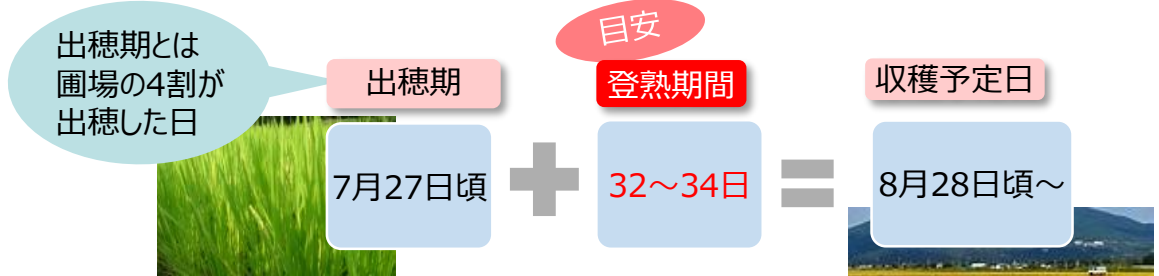 出穂期とは
圃場の4割が
出穂した日
目安
出穂期
登熟期間
収穫予定日
7月27日頃
32～34日
8月28日頃～